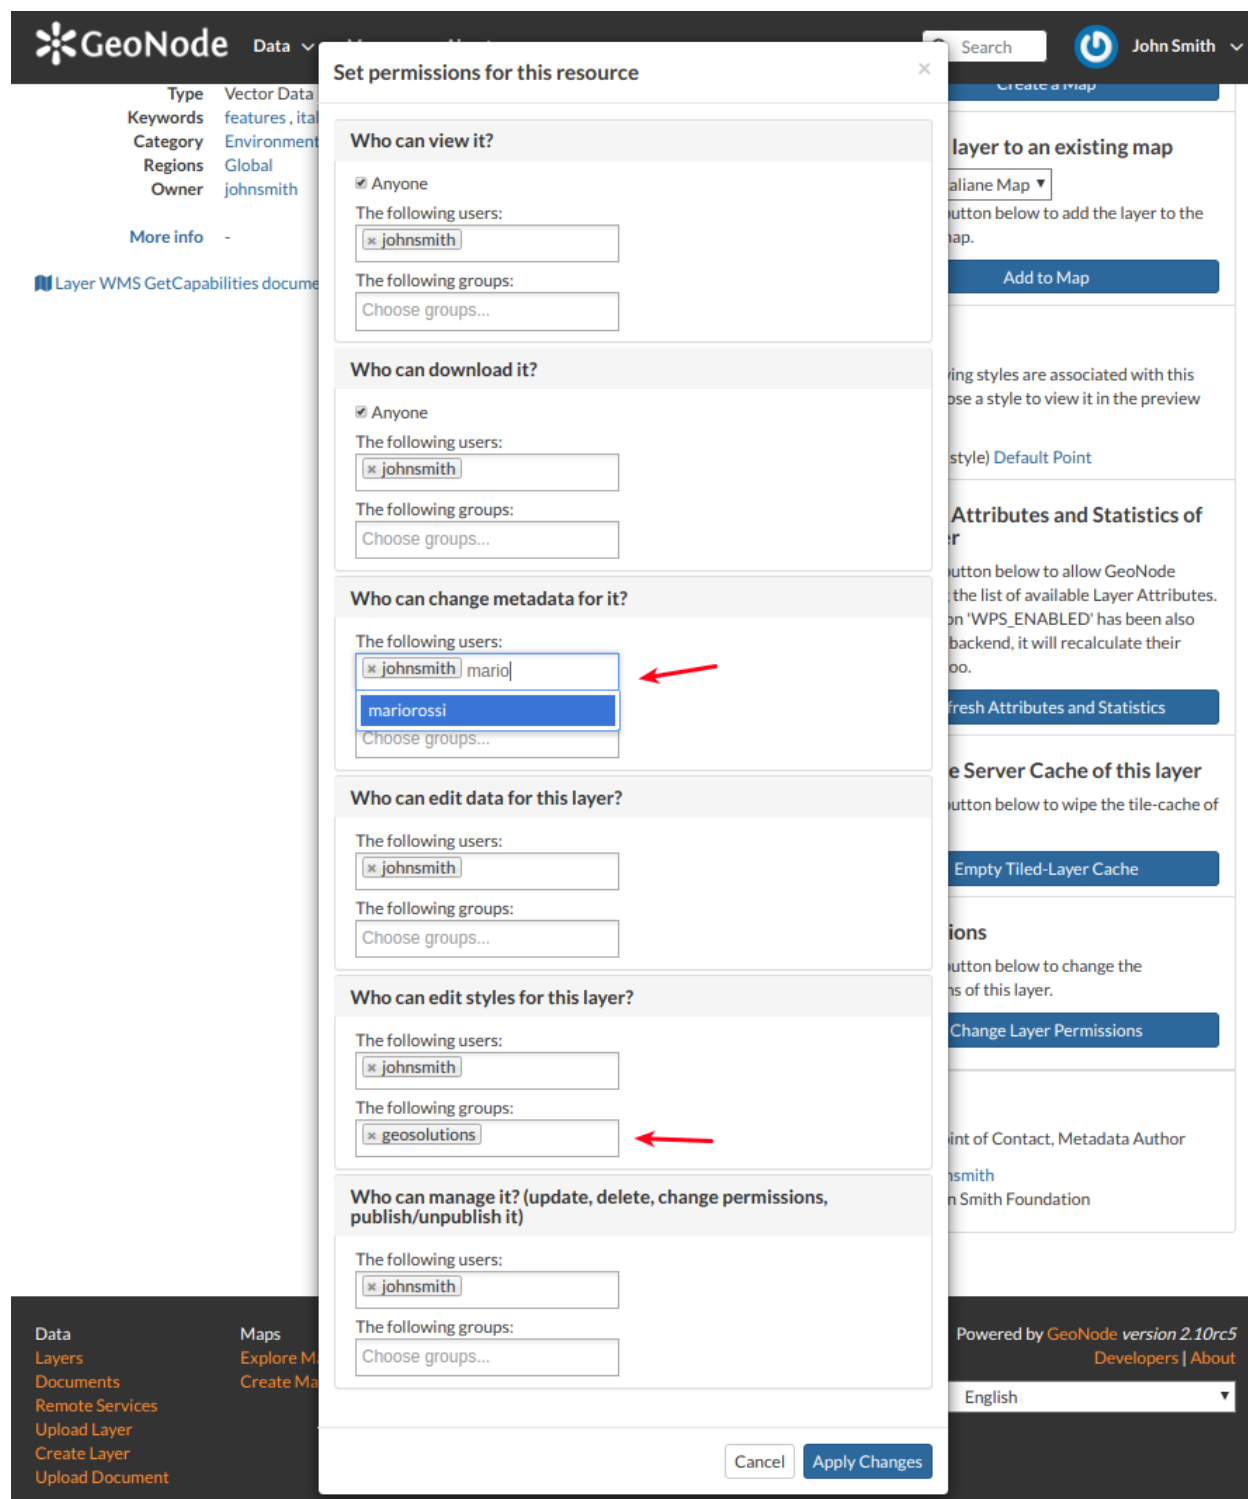 GeoNode Data
Search
John Smith
Type Vector Data
Keywords features , ital
Category Environment
Regions Global
Owner johnsmith
More info -
Layer WMS GetCapabilities docume
Set permissions for this resource ×
Who can view it?
Anyone
The following users:
× johnsmith
The following groups:
Choose groups...
Who can download it?
Anyone
The following users:
× johnsmith
The following groups:
Choose groups...
Who can change metadata for it?
The following users:
× johnsmith mario
mariorossi
Choose groups...
Who can edit data for this layer?
The following users:
× johnsmith
The following groups:
Choose groups...
Who can edit styles for this layer?
The following users:
× johnsmith
The following groups:
× geosolutions
Who can manage it? (update, delete, change permissions,
publish/unpublish it)
The following users:
× johnsmith
The following groups:
Choose groups...
Cancel Apply Changes
Create a Map
layer to an existing map
aliane Map
utton below to add the layer to the
ap.
Add to Map
ing styles are associated with this
ose a style to view it in the preview
style) Default Point
Attributes and Statistics of
er
utton below to allow GeoNode
the list of available Layer Attributes.
on 'WPS_ENABLED' has been also
backend, it will recalculate their
oo.
fresh Attributes and Statistics
e Server Cache of this layer
utton below to wipe the tile-cache of
Empty Tiled-Layer Cache
ions
utton below to change the
ns of this layer.
Change Layer Permissions
int of Contact, Metadata Author
nsmith
n Smith Foundation
Data
Layers
Documents
Remote Services
Upload Layer
Create Layer
Upload Document
Maps
Explore M
Create Ma
Powered by GeoNode version 2.10rc5
Developers | About
English